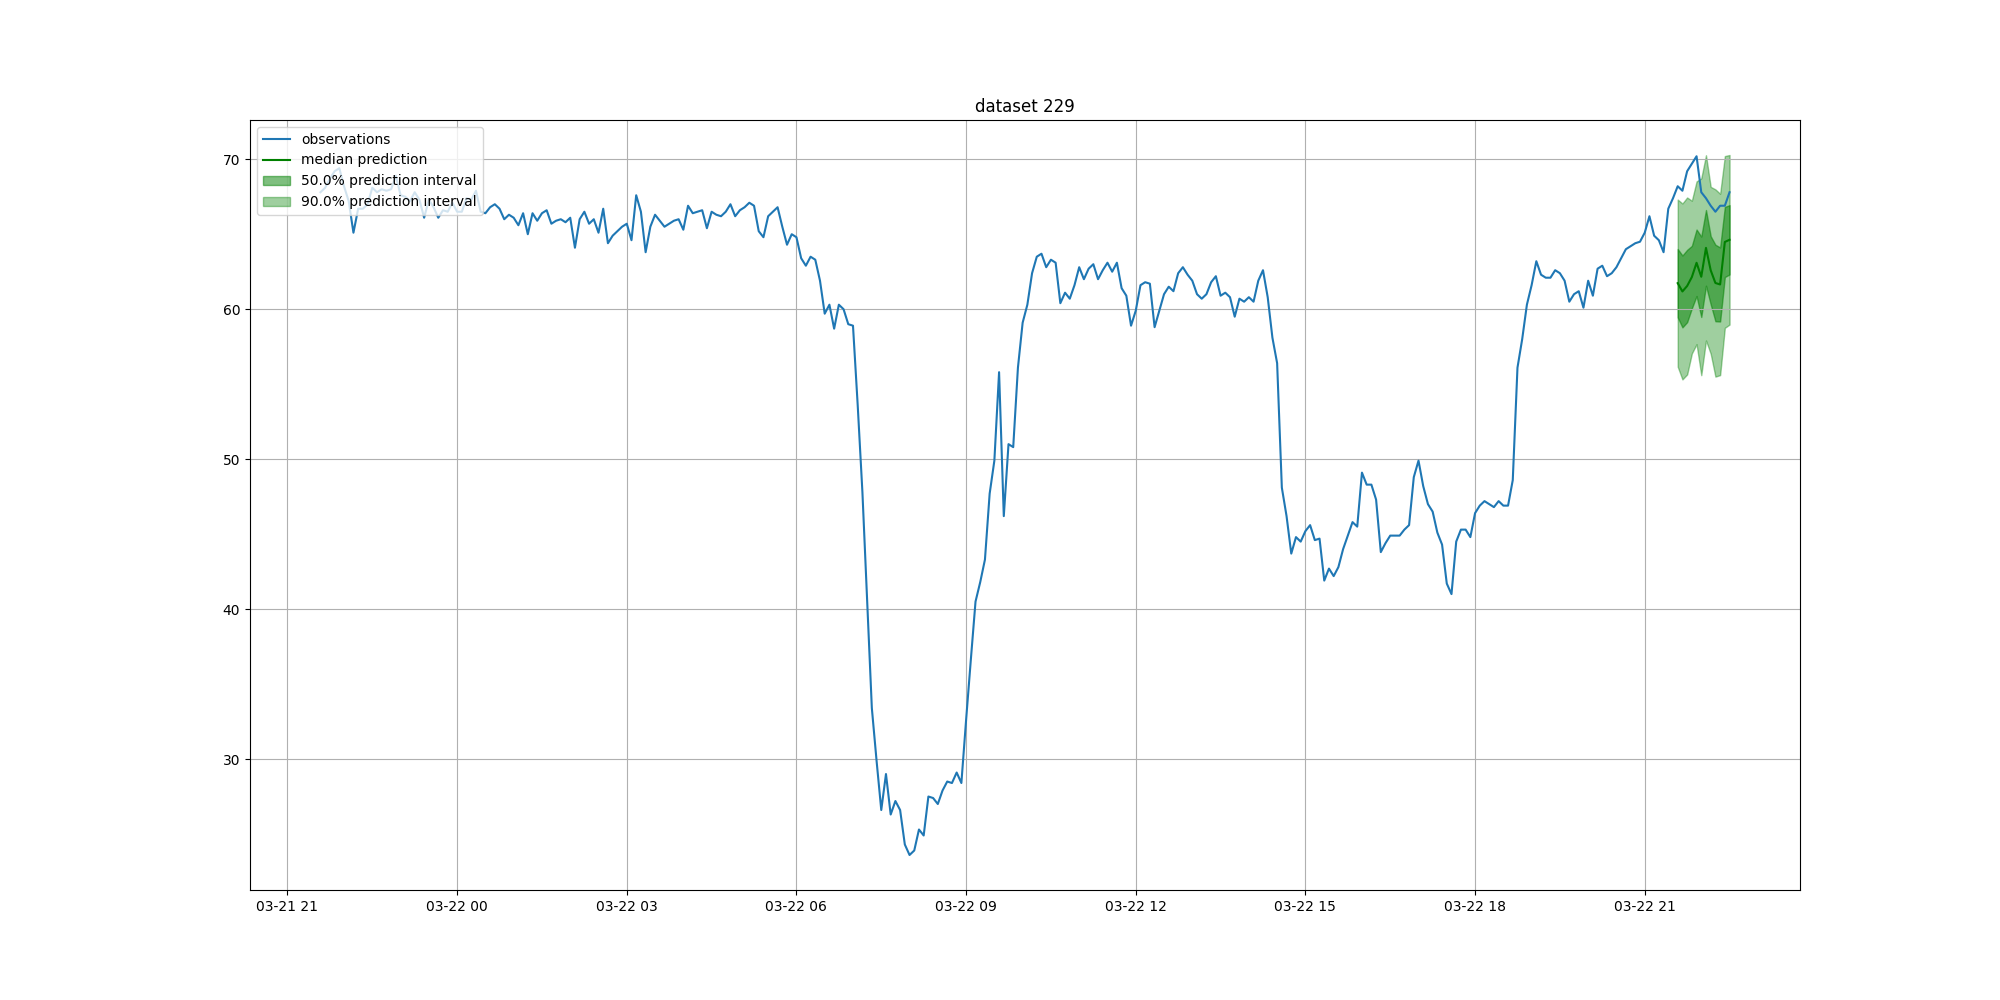 dataset 229
observations
median prediction
50.0% prediction interval
90.0% prediction interval
70
60
50
40
30
03-21 21
03-22 00
03-22 03
03-22 06
03-22 09
03-22 12
03-22 15
03-22 18
03-22 21